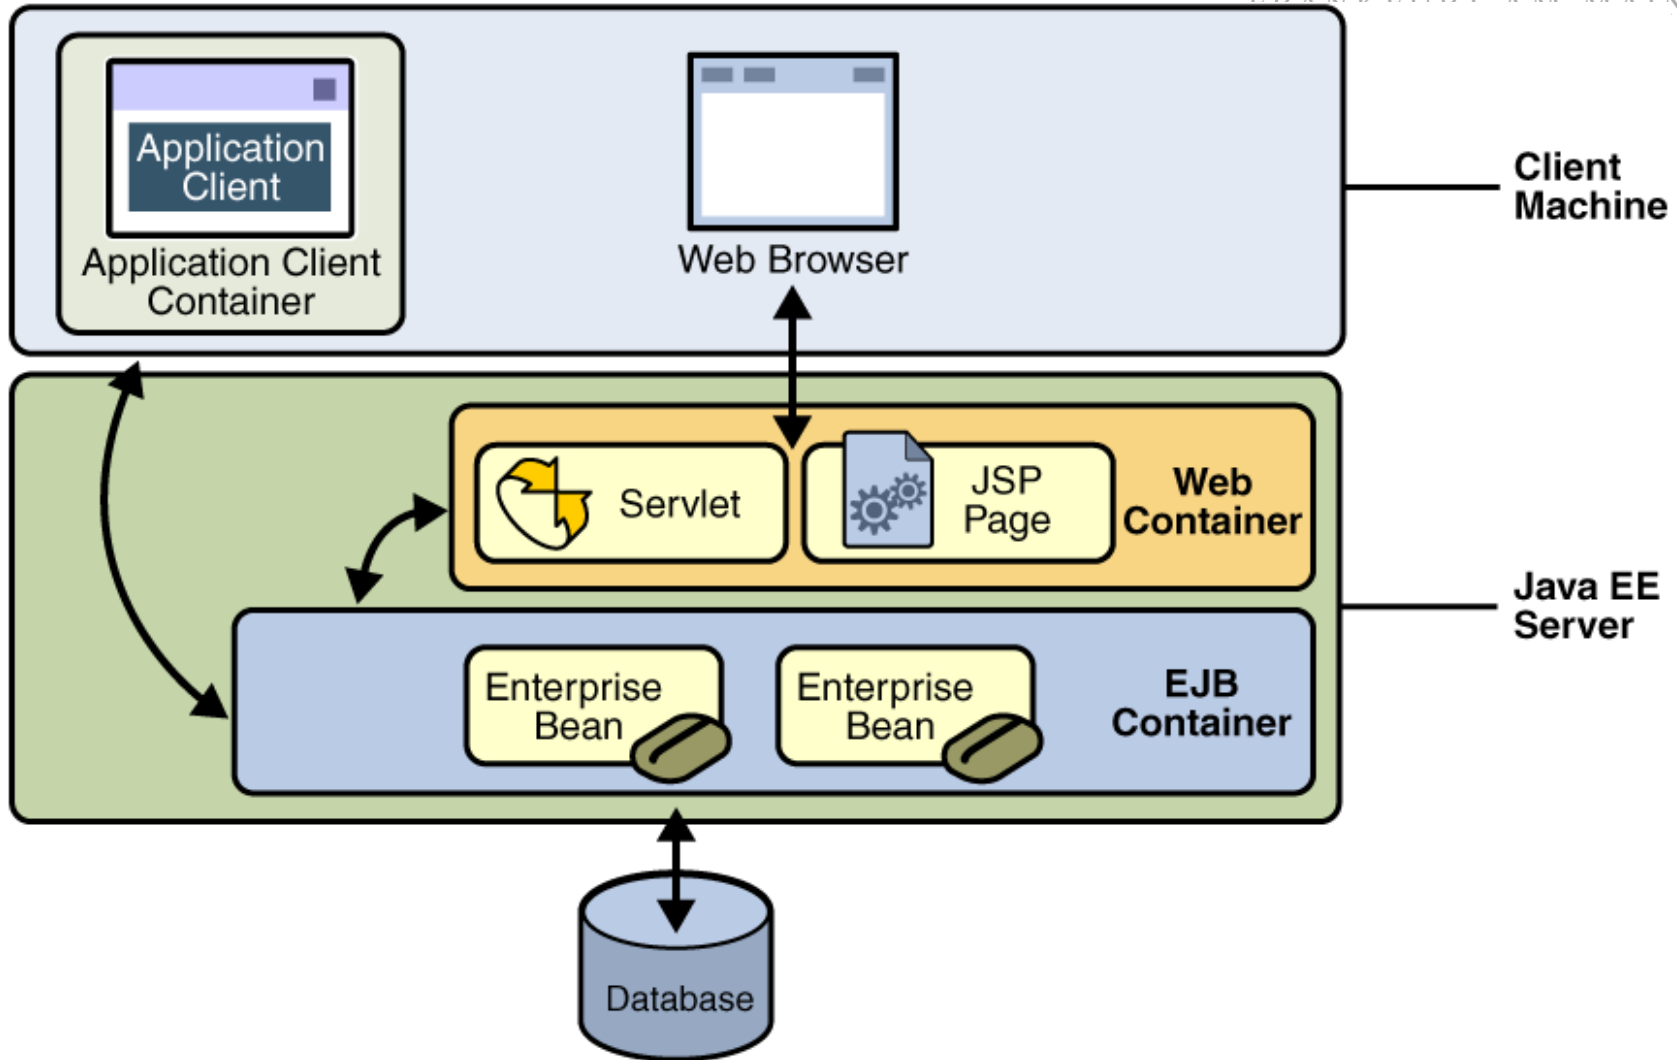 Application
Client
Application Client
Container
Web Browser
Client
Machine
Servlet
JSP
Page
Web
Container
Java EE
Server
Enterprise
Bean
Enterprise
Bean
EJB
Container
Database